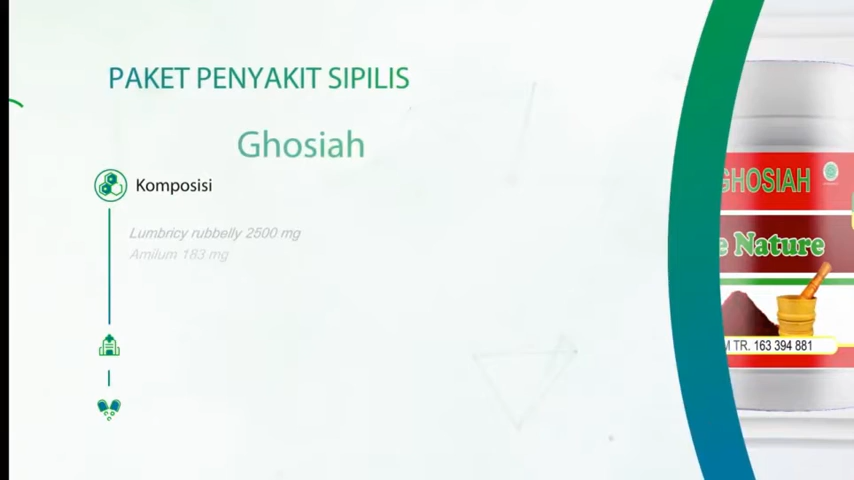 PAKET PENYAKIT SIPILIS
Ghosiah
Komposisi
Lumbricy rubbelly 2500 mg
Amilum 183 mg
GHOSIAH
e Nature
TR. 163 394 881